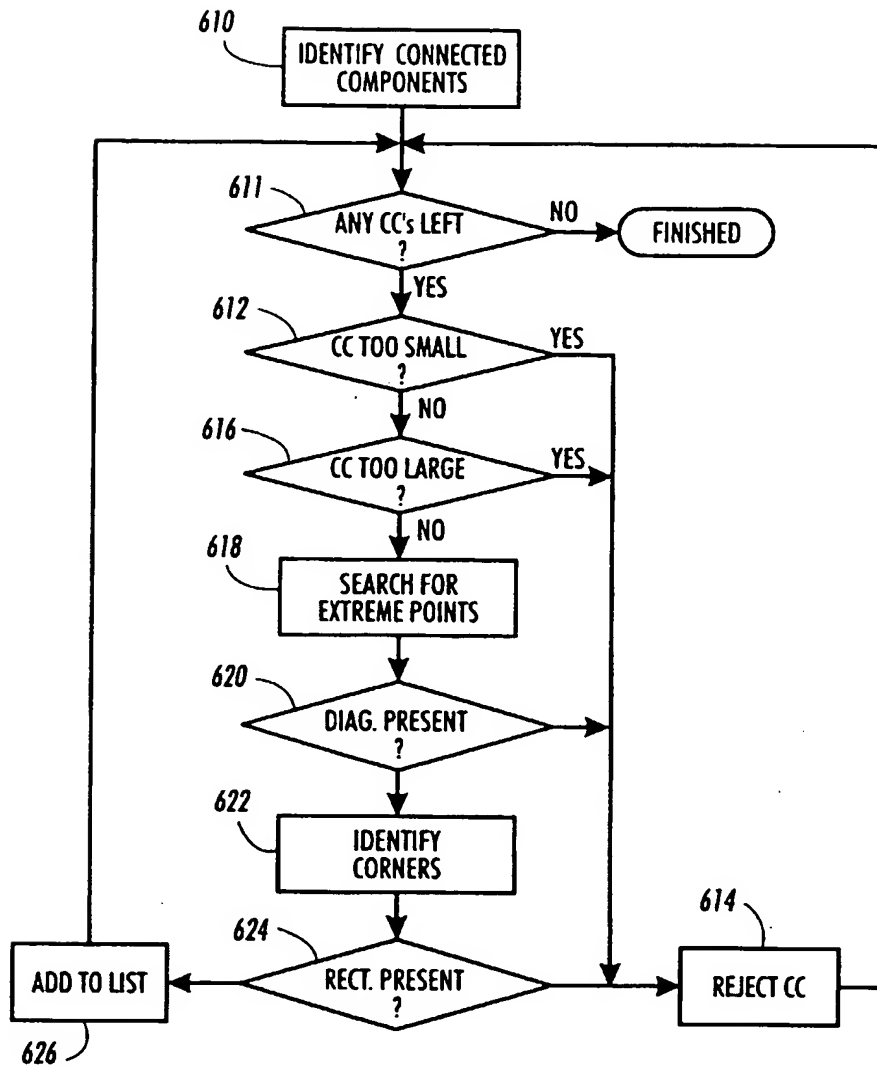 610
IDENTIFY CONNECTED
COMPONENTS
611
ANY CC's LEFT
?
NO
FINISHED
YES
612
CC TOO SMALL
?
YES
NO
616
CC TOO LARGE
?
YES
NO
618
SEARCH FOR
EXTREME POINTS
620
DIAG. PRESENT
?
622
IDENTIFY
CORNERS
624
RECT. PRESENT
?
614
REJECT CC
ADD TO LIST
626